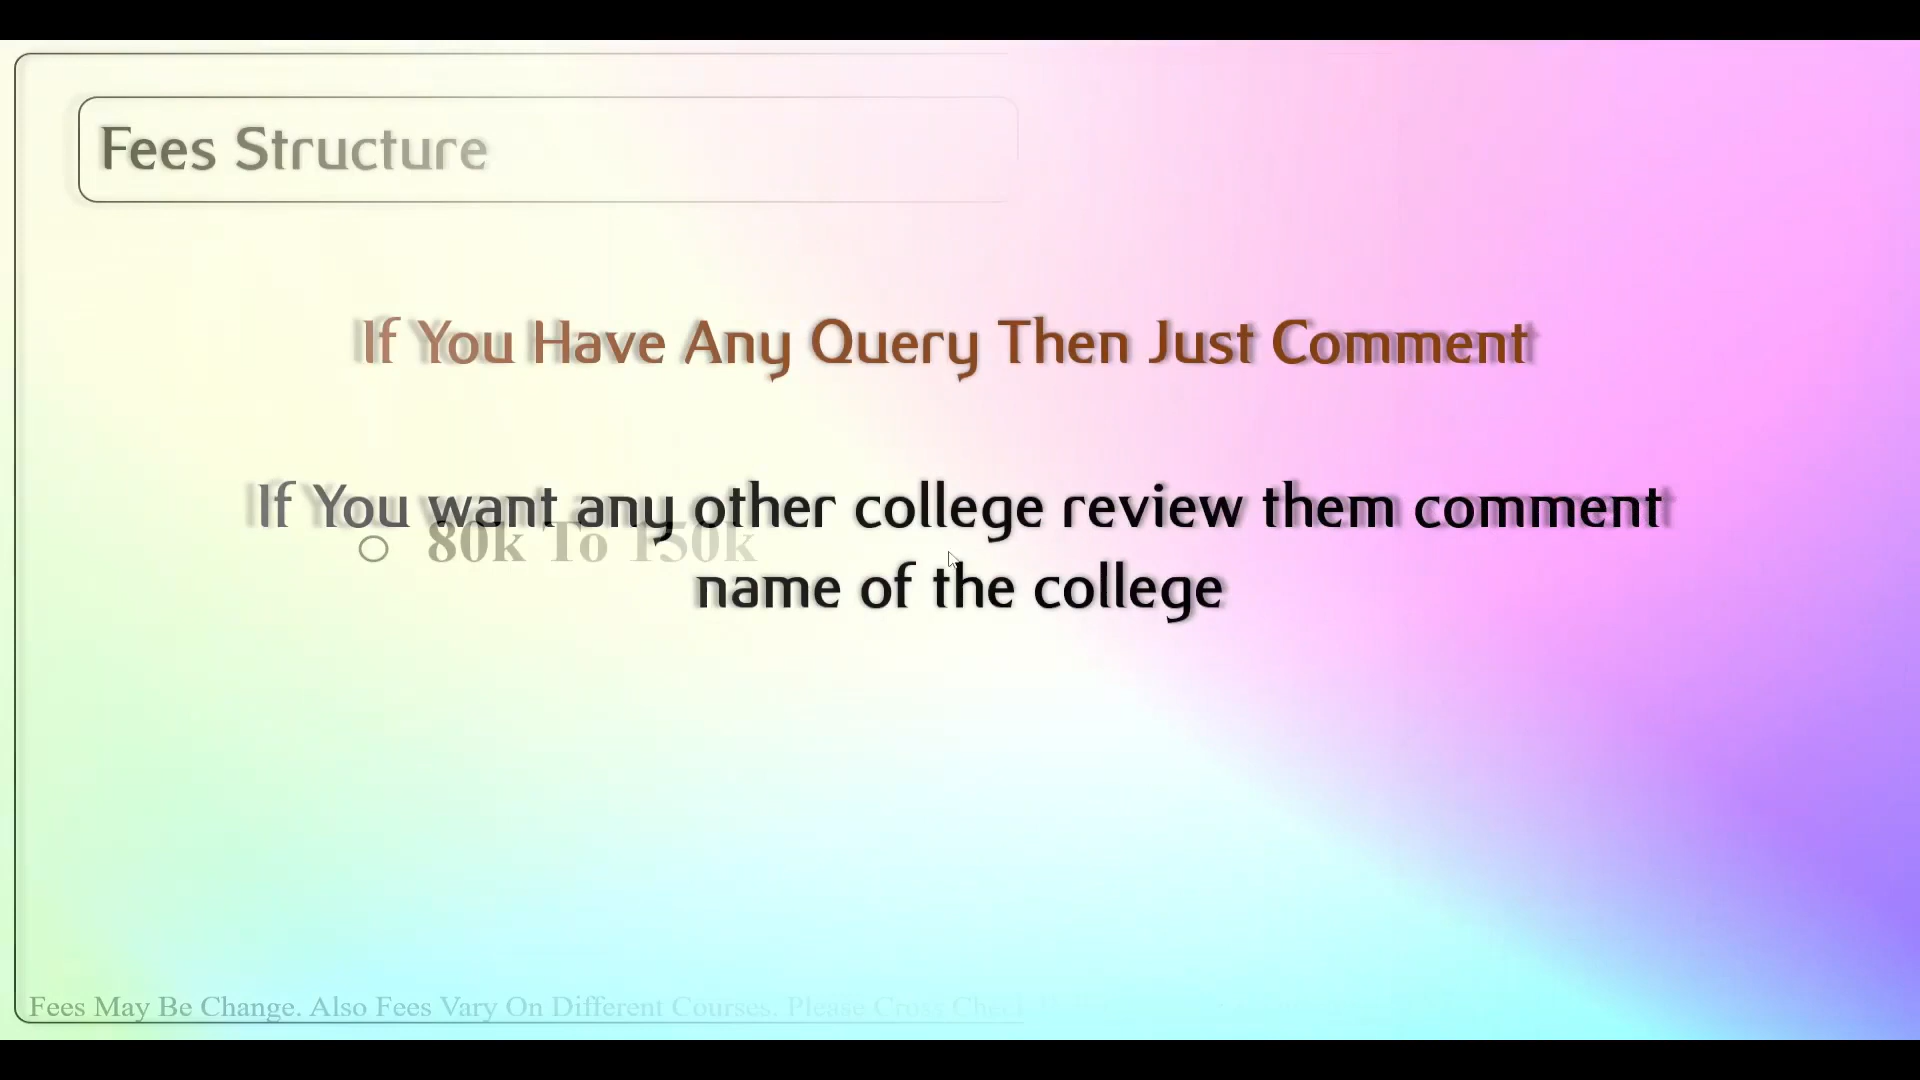 Fees Structure
If You Have Any Query Then Just Comment
If You want any other college review them comment
80k To 150k
name of the college
Fees May Be Change. Also Fees Vary On Different Courses. Please Cross Check